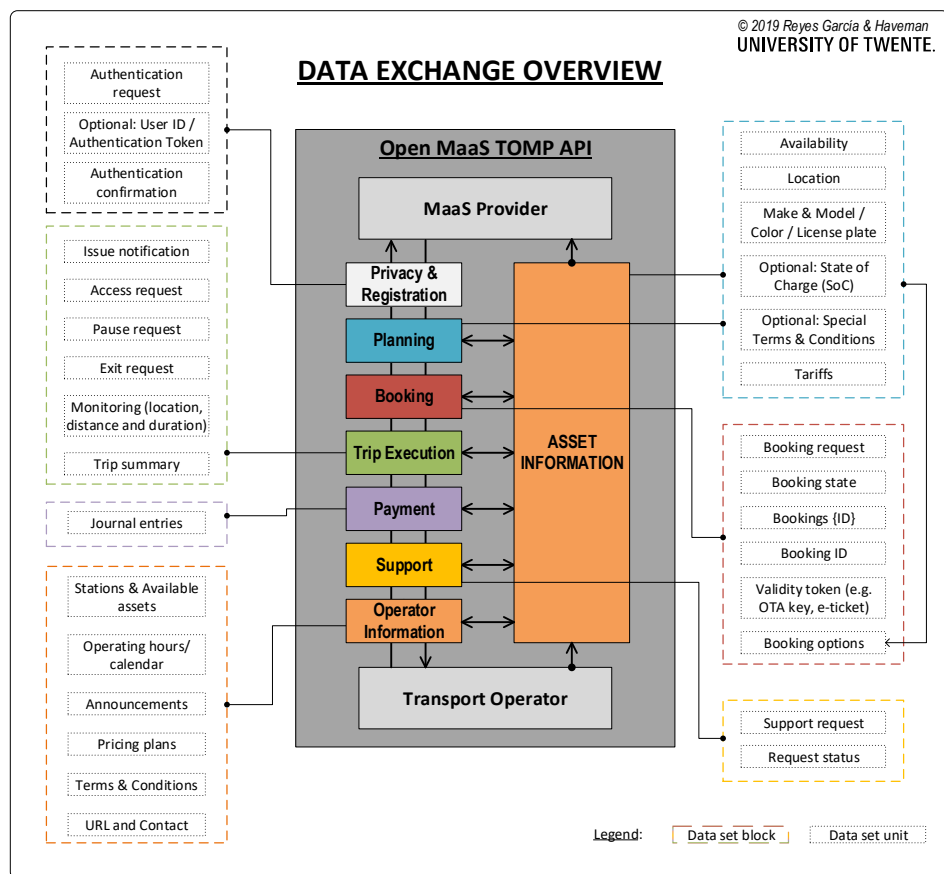 © 2019 Reyes García & Haveman
UNIVERSITY OF TWENTE.
DATA EXCHANGE OVERVIEW
Authentication
request
Optional: User ID /
Authentication Token
Authentication
confirmation
Issue notification
Access request
Pause request
Exit request
Monitoring (location,
distance and duration)
Trip summary
Journal entries
Stations & Available
assets
Operating hours/
calendar
Announcements
Pricing plans
Terms & Conditions
URL and Contact
Open MaaS TOMP API
MaaS Provider
Privacy &
Registration
Planning
Booking
Trip Execution
Payment
Support
Operator
Information
ASSET
INFORMATION
Transport Operator
Availability
Location
Make & Model /
Color / License plate
Optional: State of
Charge (SoC)
Optional: Special
Terms & Conditions
Tariffs
Booking request
Booking state
Bookings {ID}
Booking ID
Validity token (e.g.
OTA key, e-ticket)
Booking options
Support request
Request status
Legend:
Data set block
Data set unit